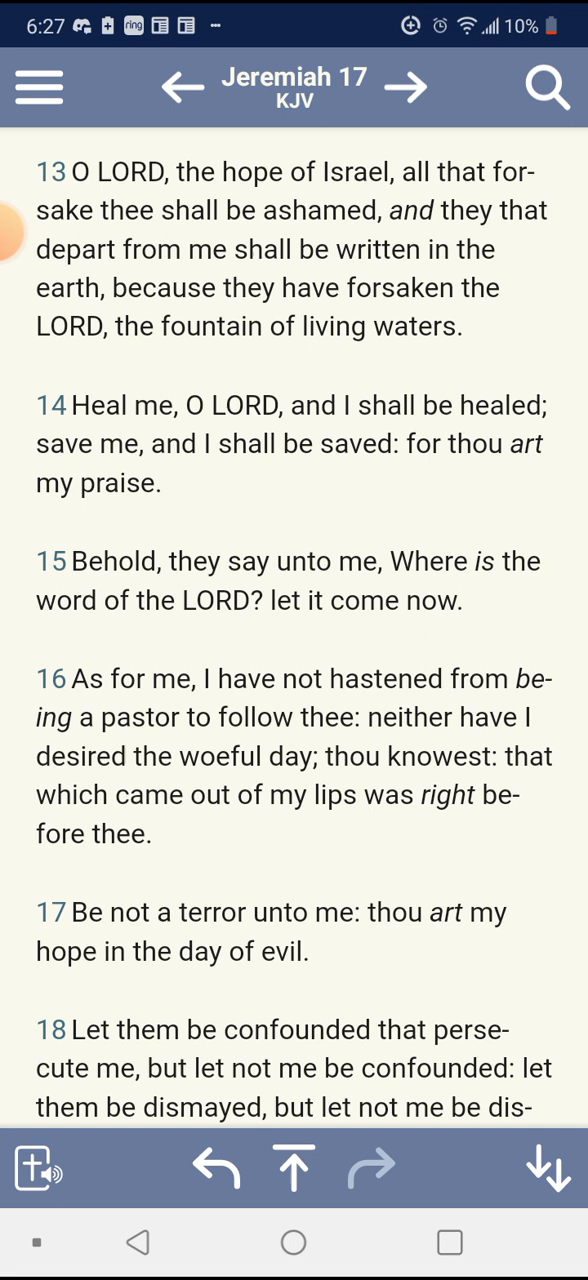 6:27
ring
10%
Jeremiah 17
KJV
13 O LORD, the hope of Israel, all that for-
sake thee shall be ashamed, and they that
depart from me shall be written in the
earth, because they have forsaken the
LORD, the fountain of living waters.
14 Heal me, O LORD, and I shall be healed;
save me, and I shall be saved: for thou art
my praise.
15 Behold, they say unto me, Where is the
word of the LORD? let it come now.
16 As for me, I have not hastened from be-
ing a pastor to follow thee: neither have I
desired the woeful day; thou knowest: that
which came out of my lips was right be-
fore thee.
17 Be not a terror unto me: thou art my
hope in the day of evil.
18 Let them be confounded that perse-
cute me, but let not me be confounded: let
them be dismayed, but let not me be dis-